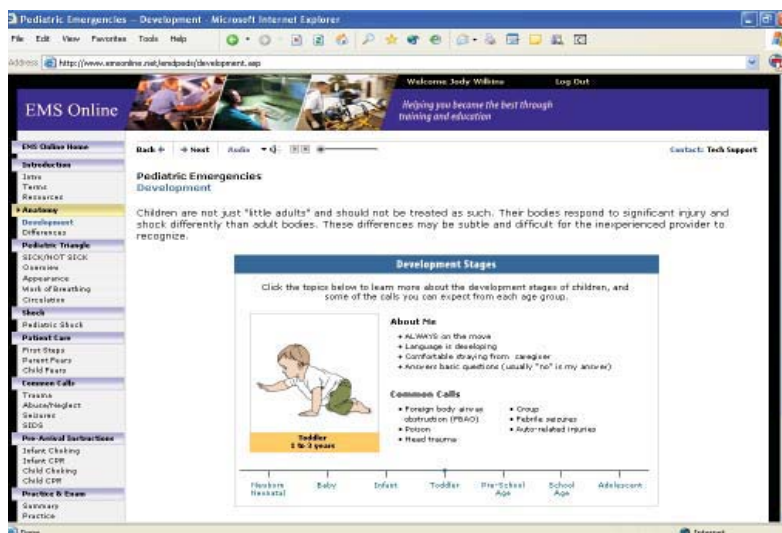 Pediatric Emergencies - Development - Microsoft Internet Explorer
File Edit View Favorites Tools Help
Address http://www.emsonline.net/emdpeds/development.asp
Welcome Jody Wilkins Log Out
EMS Online
Helping you become the best through
training and education
EMS Online Home
Back Next Audio
Contact: Tech Support
Introduction
Intro
Terms
Resources
Anatomy
Development
Differences
Pediatric Triangle
SICK/NOT SICK
Overview
Appearance
Work of Breathing
Circulation
Shock
Pediatric Shock
Patient Care
First Steps
Parent Fears
Child Fears
Common Calls
Trauma
Abuse/Neglect
Seizures
SIDS
Pre-Arrival Instructions
Infant Choking
Infant CPR
Child Choking
Child CPR
Practice & Exam
Summary
Practice
Pediatric Emergencies
Development
Children are not just "little adults" and should not be treated as such. Their bodies respond to significant injury and
shock differently than adult bodies. These differences may be subtle and difficult for the inexperienced provider to
recognize.
Development Stages
Click the topics below to learn more about the development stages of children, and
some of the calls you can expect from each age group.
About Me
ALWAYS on the move
Language is developing
Comfortable straying from caregiver
Answers basic questions (usually "no" is my answer)
Common Calls
Foreign body airway
obstruction (FBAO)
Poison
Head trauma
Croup
Febrile seizures
Auto-related injuries
Toddler
1 to 3 years
Newborn
Neonatal
Baby
Infant
Toddler
Pre-School
Age
School
Age
Adolescent
Done
Internet